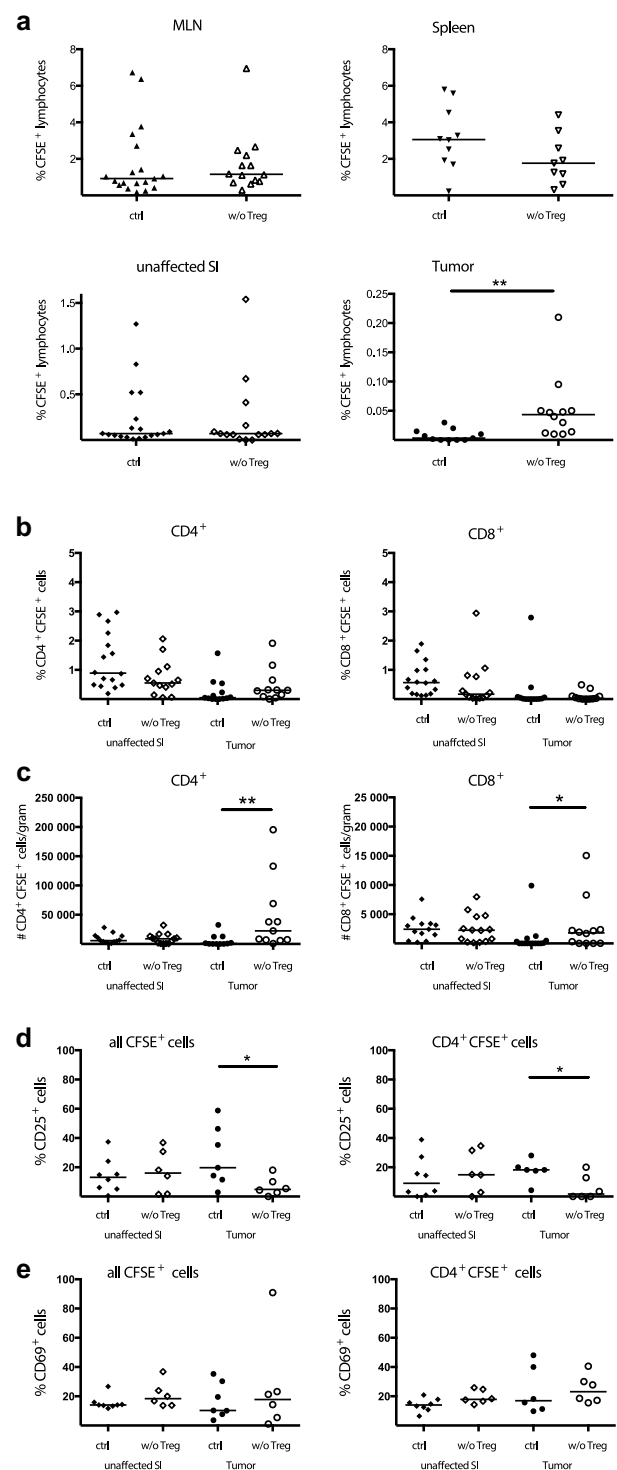 a
MLN
Spleen
% CFSE + lymphocytes
8
6
4
2
ctrl
w/o Treg
% CFSE + lymphocytes
8
6
4
2
ctrl
w/o Treg
unaffected SI
Tumor
% CFSE + lymphocytes
1.5
1.0
0.5
ctrl
w/o Treg
% CFSE + lymphocytes
0.25
0.20
0.15
0.10
0.05
**
ctrl
w/o Treg
b
CD4+
CD8+
% CD4 + CFSE + cells
5
4
3
2
1
ctrl
w/o Treg
ctrl
w/o Treg
unaffected SI
Tumor
% CD8 + CFSE + cells
5
4
3
2
1
ctrl
w/o Treg
ctrl
w/o Treg
unaffected SI
Tumor
c
CD4+
CD8+
# CD4+ CFSE + cells/gram
250 000
200 000
150 000
100 000
50 000
**
ctrl
w/o Treg
ctrl
w/o Treg
unaffected SI
Tumor
# CD8+ CFSE + cells/gram
25 000
20 000
15 000
10 000
5 000
*
ctrl
w/o Treg
ctrl
w/o Treg
unaffected SI
Tumor
d
all CFSE+ cells
CD4+ CFSE+ cells
% CD25+ cells
100
80
60
40
20
*
ctrl
w/o Treg
ctrl
w/o Treg
unaffected SI
Tumor
% CD25+ cells
100
80
60
40
20
*
ctrl
w/o Treg
ctrl
w/o Treg
unaffected SI
Tumor
e
all CFSE+ cells
CD4+ CFSE+ cells
% CD69+ cells
100
80
60
40
20
ctrl
w/o Treg
ctrl
w/o Treg
unaffected SI
Tumor
% CD69+ cells
100
80
60
40
20
ctrl
w/o Treg
ctrl
w/o Treg
unaffected SI
Tumor